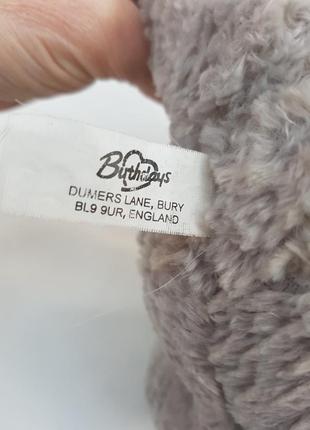 Birthdays
DUMERS LANE, BURY
BL9 9UR, ENGLAND